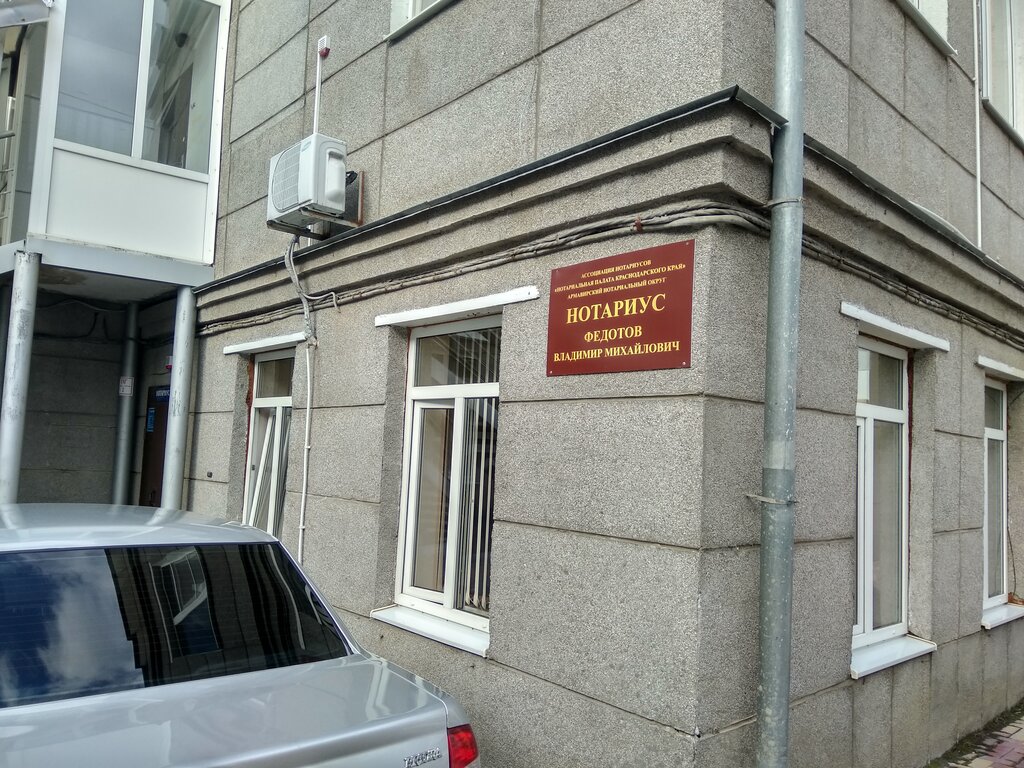 АССОЦИАЦИЯ НОТАРИУСОВ
«НОТАРИАЛЬНАЯ ПАЛАТА КРАСНОДАРСКОГО КРАЯ»
АРМАВИРСКИЙ НОТАРИАЛЬНЫЙ ОКРУГ
НОТАРИУС
ФЕДОТОВ
ВЛАДИМИР МИХАЙЛОВИЧ